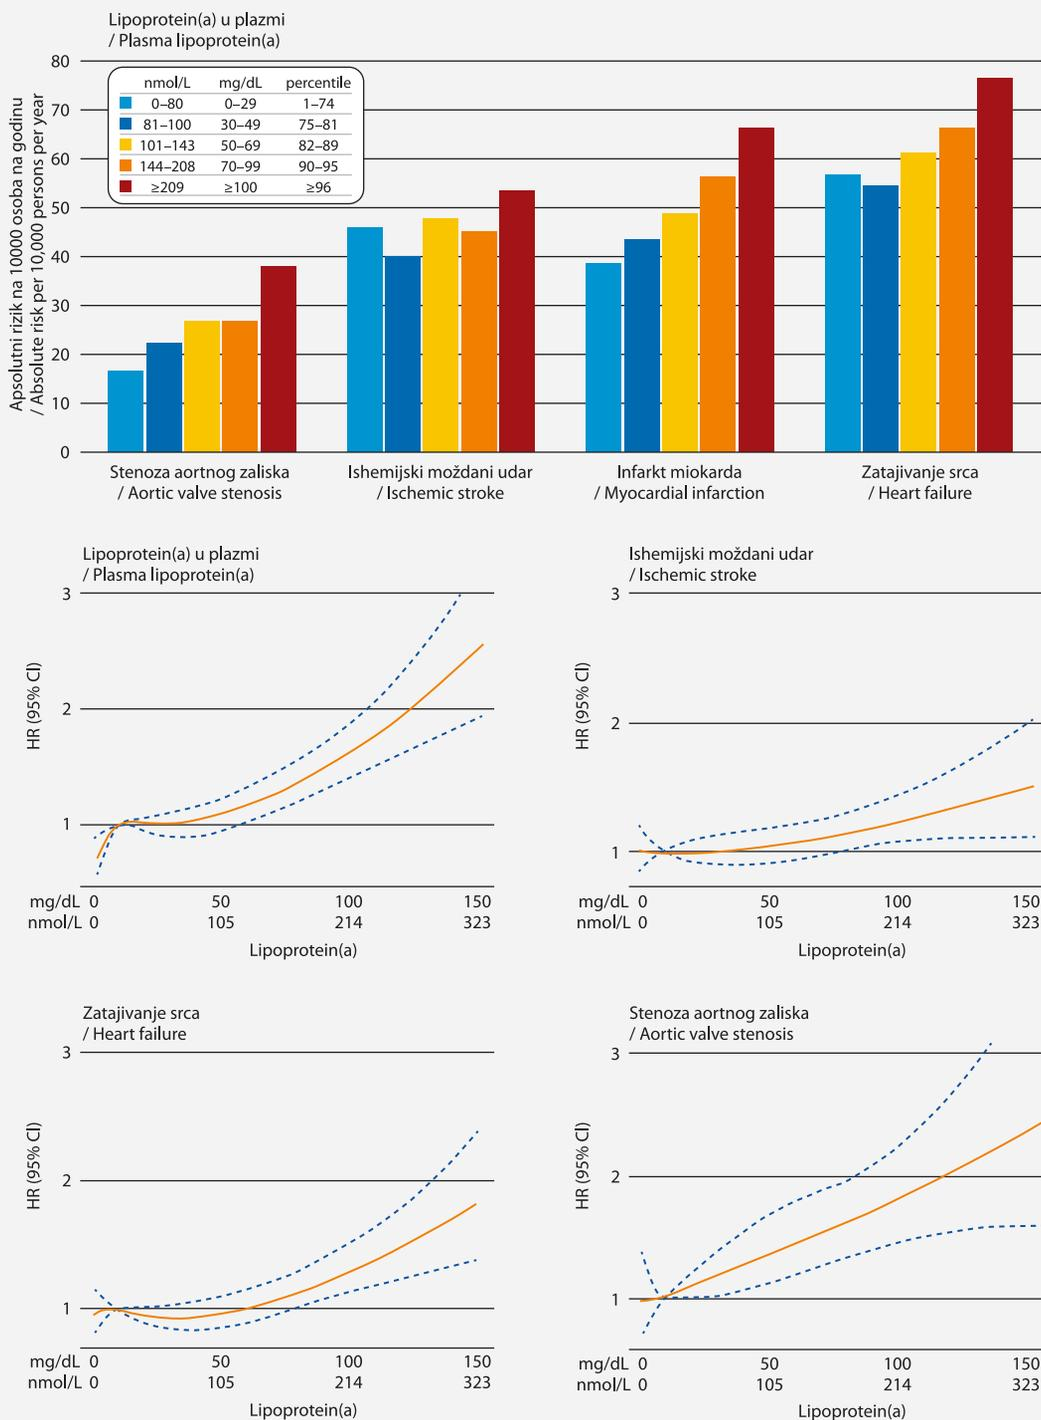 Lipoprotein(a) u plazmi
/ Plasma lipoprotein(a)
Apsolutni rizik na 10000 osoba na godinu
/ Absolute risk per 10,000 persons per year
80
70
60
50
40
30
20
10
0
nmol/L mg/dL percentile
0–80 0–29 1–74
81–100 30–49 75–81
101–143 50–69 82–89
144–208 70–99 90–95
≥209 ≥100 ≥96
Stenoza aortnog zaliska
/ Aortic valve stenosis
Ishemijski moždani udar
/ Ischemic stroke
Infarkt miokarda
/ Myocardial infarction
Zatajivanje srca
/ Heart failure
Lipoprotein(a) u plazmi
/ Plasma lipoprotein(a)
HR (95% CI)
3
2
1
mg/dL 0 50 100 150
nmol/L 0 105 214 323
Lipoprotein(a)
Ishemijski moždani udar
/ Ischemic stroke
HR (95% CI)
3
2
1
mg/dL 0 50 100 150
nmol/L 0 105 214 323
Lipoprotein(a)
Zatajivanje srca
/ Heart failure
HR (95% CI)
3
2
1
mg/dL 0 50 100 150
nmol/L 0 105 214 323
Lipoprotein(a)
Stenoza aortnog zaliska
/ Aortic valve stenosis
HR (95% CI)
3
2
1
mg/dL 0 50 100 150
nmol/L 0 105 214 323
Lipoprotein(a)